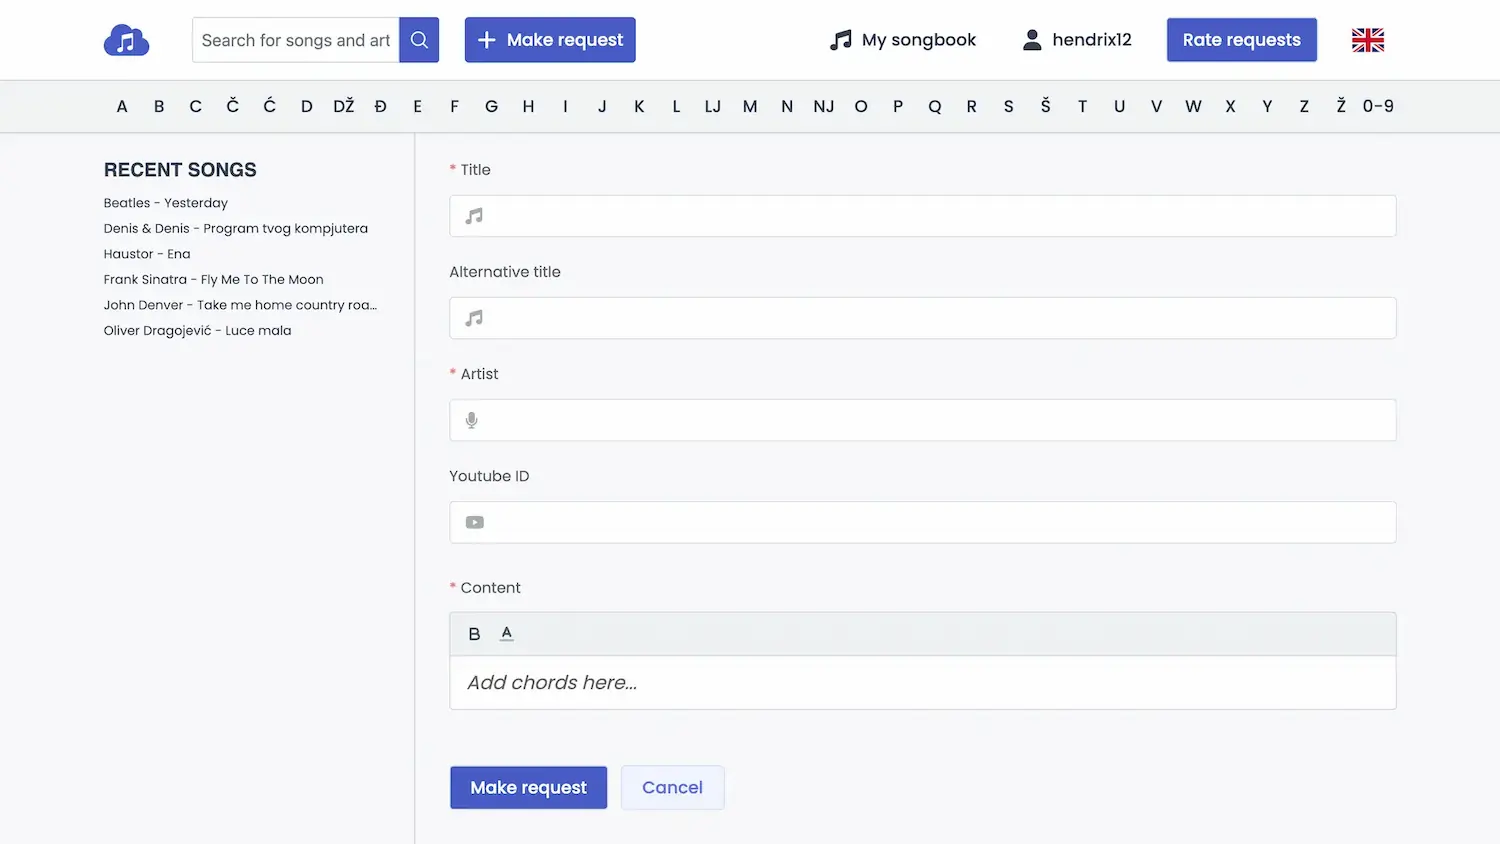 Search for songs and art
Make request
My songbook
hendrix12
Rate requests
A B C Č Ć D DŽ Đ E F G H I J K L LJ M N NJ O P Q R S Š T U V W X Y Z Ž 0-9
RECENT SONGS
Beatles - Yesterday
Denis & Denis - Program tvog kompjutera
Haustor - Ena
Frank Sinatra - Fly Me To The Moon
John Denver - Take me home country roa...
Oliver Dragojević - Luce mala
* Title
Alternative title
* Artist
Youtube ID
* Content
B A
Add chords here...
Make request
Cancel